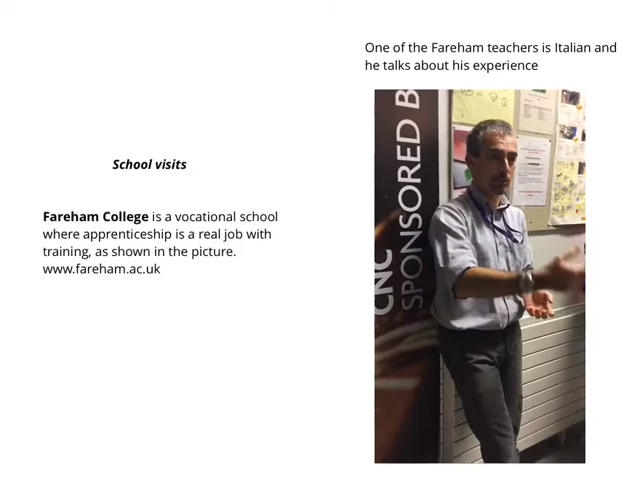 School visits
Fareham College is a vocational school
where apprenticeship is a real job with
training, as shown in the picture.
www.fareham.ac.uk
One of the Fareham teachers is Italian and
he talks about his experience
CNC
SPONSORED B